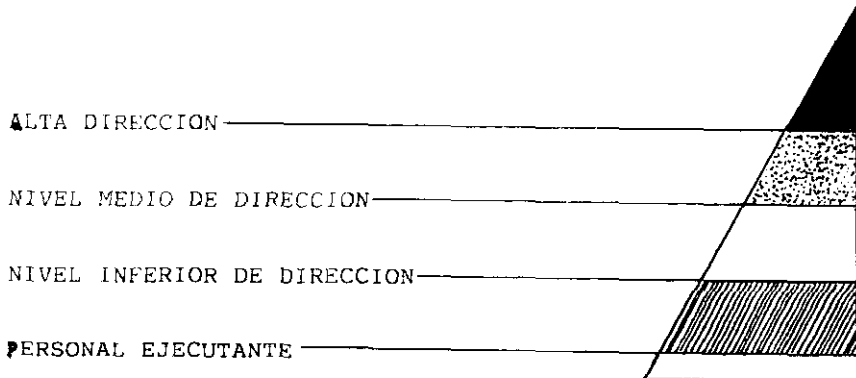 ALTA DIRECCION
NIVEL MEDIO DE DIRECCION
NIVEL INFERIOR DE DIRECCION
PERSONAL EJECUTANTE